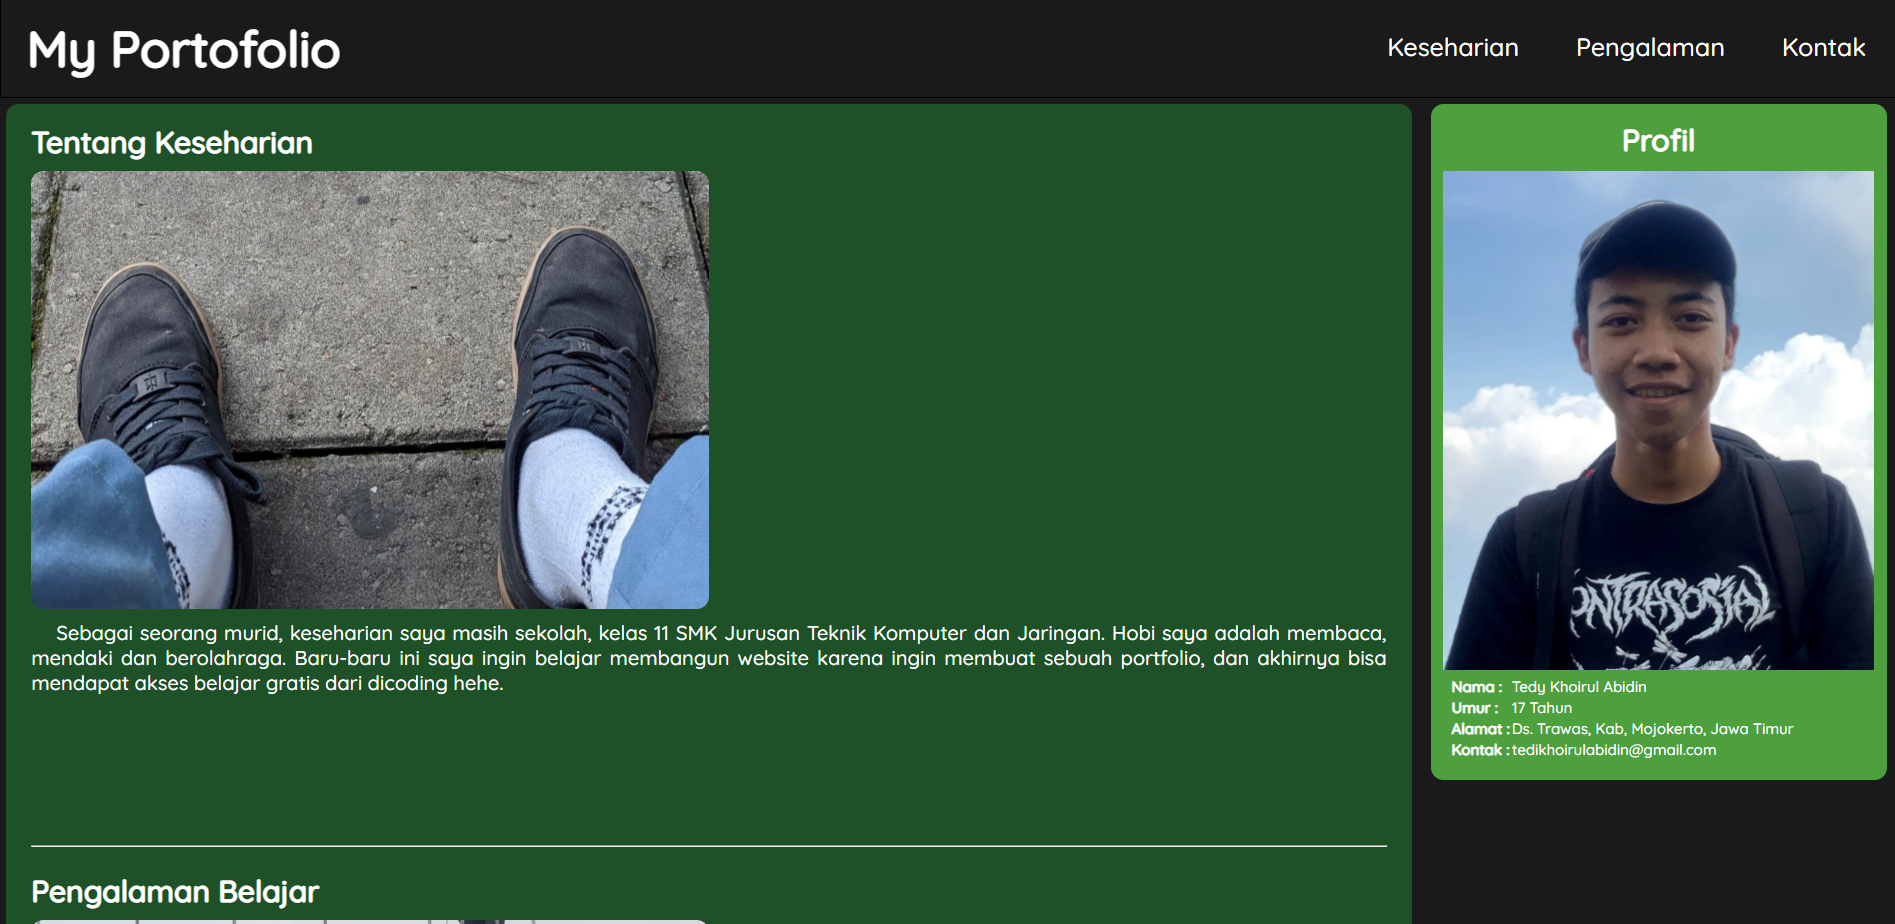 My Portofolio
Keseharian Pengalaman Kontak
Tentang Keseharian
Sebagai seorang murid, keseharian saya masih sekolah, kelas 11 SMK Jurusan Teknik Komputer dan Jaringan. Hobi saya adalah membaca,
mendaki dan berolahraga. Baru-baru ini saya ingin belajar membangun website karena ingin membuat sebuah portfolio, dan akhirnya bisa
mendapat akses belajar gratis dari dicoding hehe.
Pengalaman Belajar
Profil
Nama : Tedy Khoirul Abidin
Umur : 17 Tahun
Alamat : Ds. Trawas, Kab, Mojokerto, Jawa Timur
Kontak : tedikhoirulabidin@gmail.com